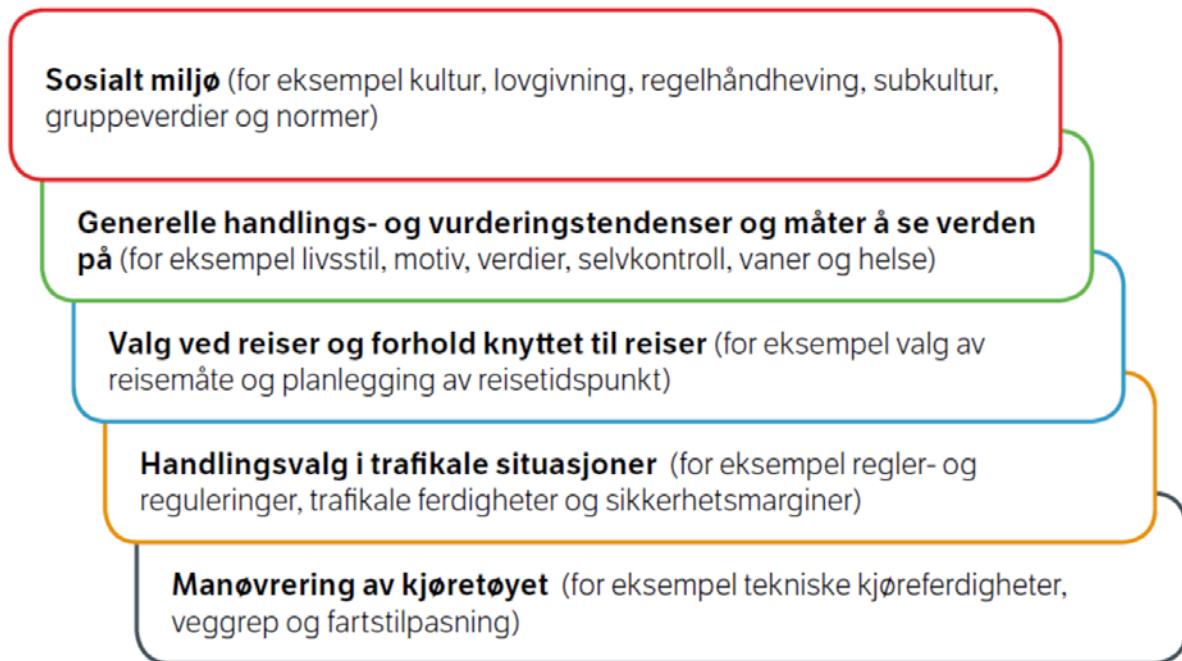 Sosialt miljø (for eksempel kultur, lovgivning, regelhåndheving, subkultur,
gruppeverdier og normer)
Generelle handlings- og vurderingstendenser og måter å se verden
på (for eksempel livsstil, motiv, verdier, selvkontroll, vaner og helse)
Valg ved reiser og forhold knyttet til reiser (for eksempel valg av
reisemåte og planlegging av reisetidspunkt)
Handlingsvalg i trafikale situasjoner (for eksempel regler- og
reguleringer, trafikale ferdigheter og sikkerhetsmarginer)
Manøvrering av kjøretøyet (for eksempel tekniske kjøreferdigheter,
veggrep og fartstilpasning)